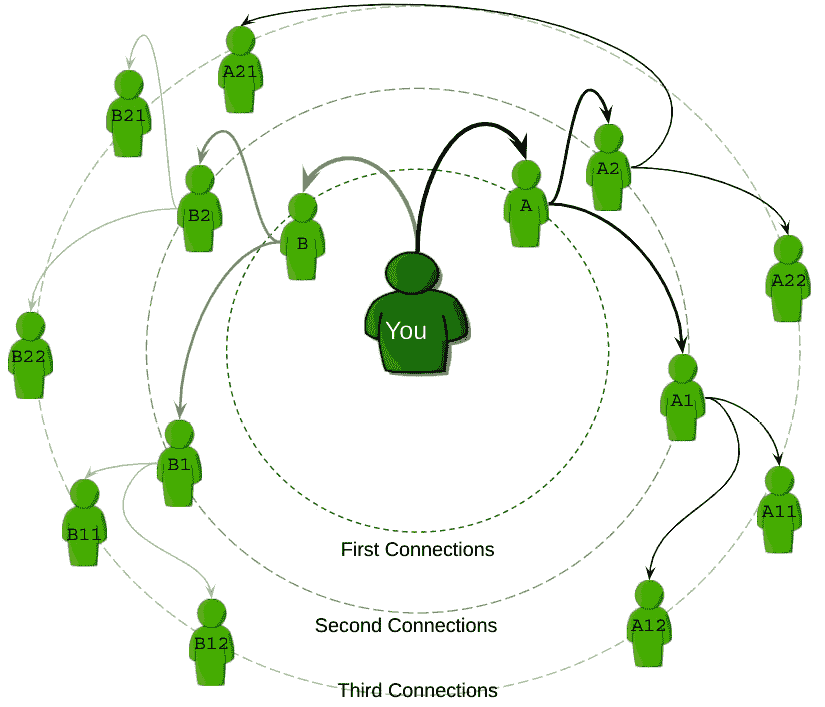 A21
B21
A2
A
B2
B
A22
You
B22
A1
B1
A11
B11
First Connections
A12
Second Connections
B12
Third Connections